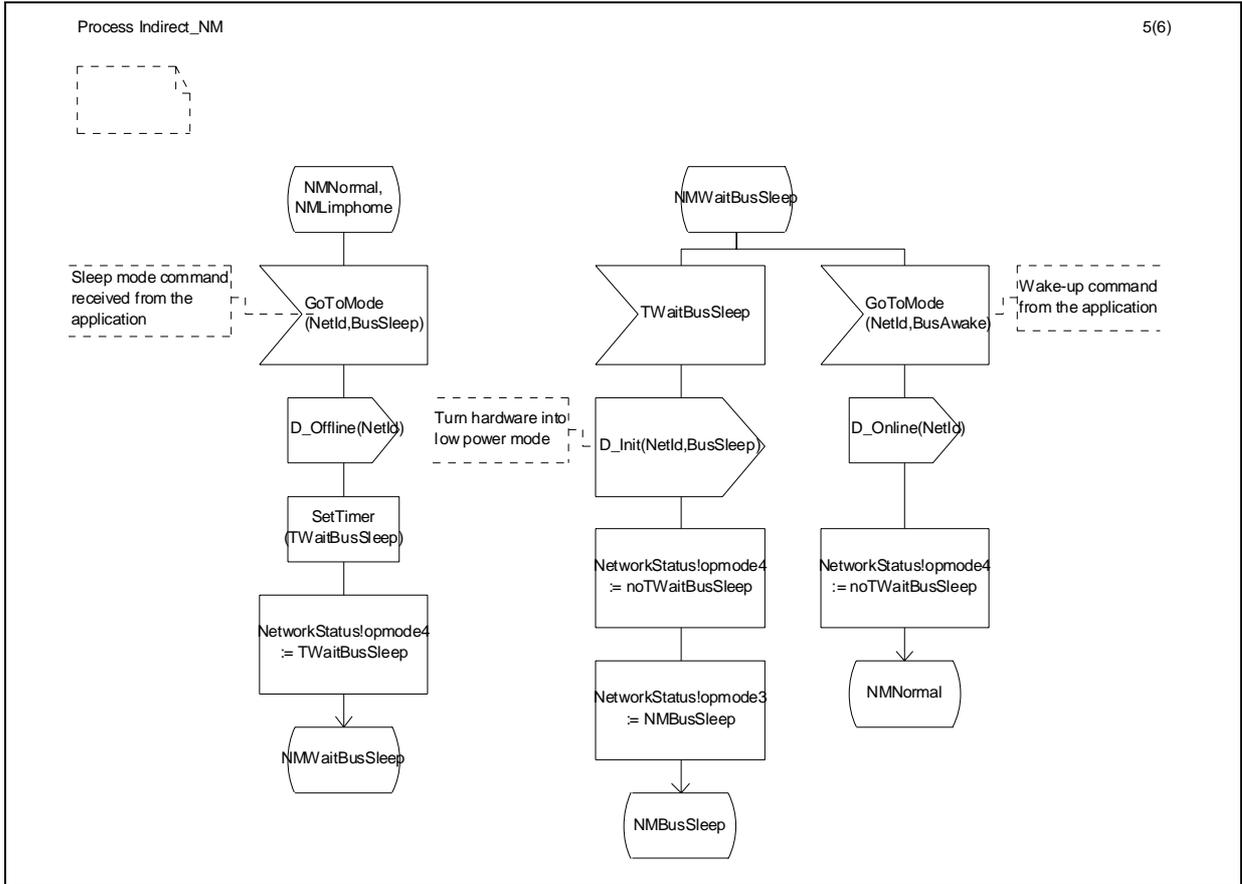 Process Indirect_NM
5(6)
NMNormal,
NMLimphome
Sleep mode command
received from the
application
GoToMode
(NetId,BusSleep)
D_Offline(NetId)
SetTimer
(TWaitBusSleep)
NetworkStatus!opmode4
:= TWaitBusSleep
NMWaitBusSleep
NMWaitBusSleep
TWaitBusSleep
Turn hardware into
low power mode
D_Init(NetId,BusSleep)
NetworkStatus!opmode4
:= noTWaitBusSleep
NetworkStatus!opmode3
:= NMBusSleep
NMBusSleep
GoToMode
(NetId,BusAwake)
Wake-up command
from the application
D_Online(NetId)
NetworkStatus!opmode4
:= noTWaitBusSleep
NMNormal